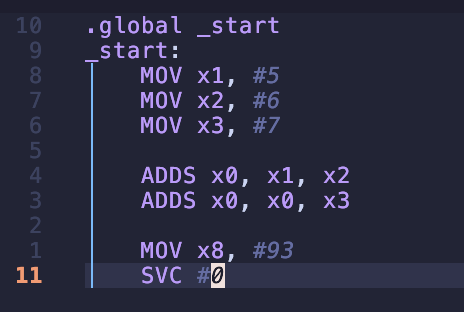 10 .global _start
9 _start:
8 MOV x1, #5
7 MOV x2, #6
6 MOV x3, #7
5
4 ADDS x0, x1, x2
3 ADDS x0, x0, x3
2
1 MOV x8, #93
11 SVC #0